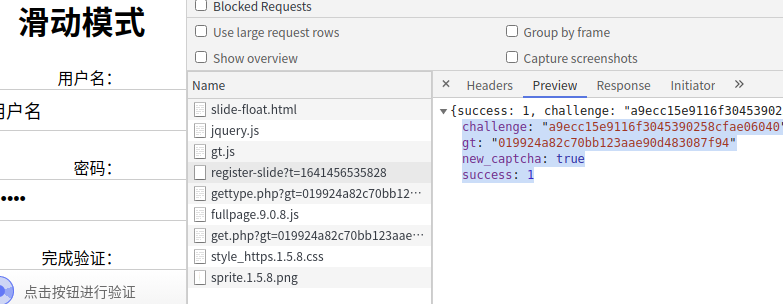 滑动模式
用户名：
用户名
密码：
••••
完成验证：
点击按钮进行验证
Blocked Requests
Use large request rows
Group by frame
Show overview
Capture screenshots
Name
× Headers Preview Response Initiator »
slide-float.html
jquery.js
gt.js
register-slide?t=1641456535828
gettype.php?gt=019924a82c70bb12…
fullpage.9.0.8.js
get.php?gt=019924a82c70bb123aae…
style_https.1.5.8.css
sprite.1.5.8.png
{success: 1, challenge: "a9ecc15e9116f30453902
challenge: "a9ecc15e9116f3045390258cfae06040"
gt: "019924a82c70bb123aae90d483087f94"
new_captcha: true
success: 1